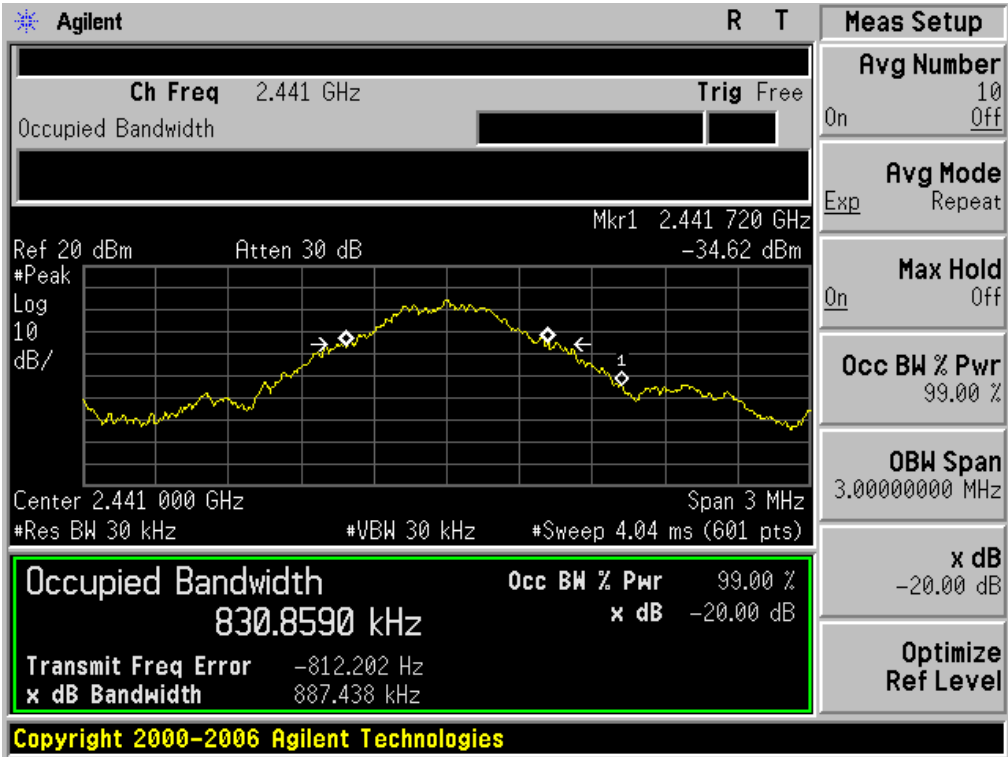 Agilent R T
Ch Freq 2.441 GHz Trig Free
Occupied Bandwidth
Mkr1 2.441 720 GHz
Ref 20 dBm Atten 30 dB -34.62 dBm
#Peak
Log
10
dB/
1
Center 2.441 000 GHz Span 3 MHz
#Res BW 30 kHz #VBW 30 kHz #Sweep 4.04 ms (601 pts)
Occupied Bandwidth
830.8590 kHz
Occ BW % Pwr 99.00 %
x dB -20.00 dB
Transmit Freq Error -812.202 Hz
x dB Bandwidth 887.438 kHz
Meas Setup
Avg Number
10
On Off
Avg Mode
Exp Repeat
Max Hold
On Off
Occ BW % Pwr
99.00 %
OBW Span
3.00000000 MHz
x dB
-20.00 dB
Optimize
Ref Level
Copyright 2000-2006 Agilent Technologies